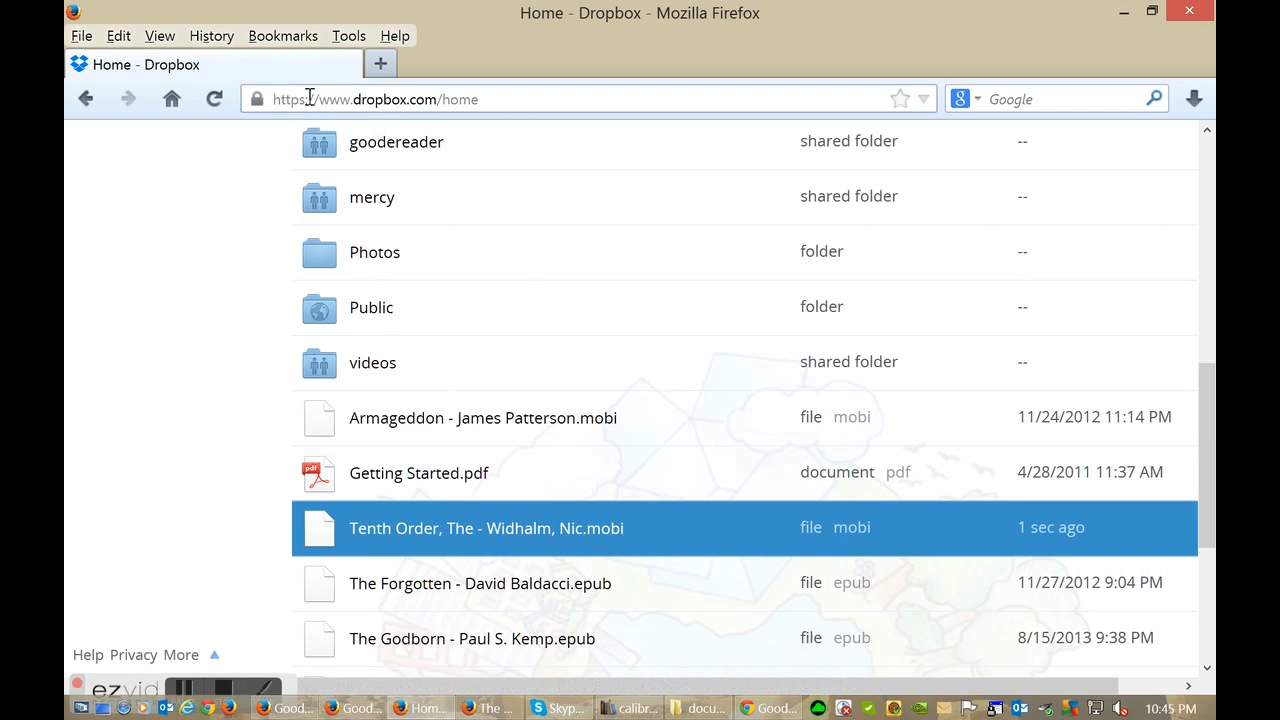 Home - Dropbox - Mozilla Firefox
File Edit View History Bookmarks Tools Help
Home - Dropbox
https://www.dropbox.com/home
Google
goodereader shared folder --
mercy shared folder --
Photos folder --
Public folder --
videos shared folder --
Armageddon - James Patterson.mobi file mobi 11/24/2012 11:14 PM
pdf Getting Started.pdf document pdf 4/28/2011 11:37 AM
Tenth Order, The - Widhalm, Nic.mobi file mobi 1 sec ago
The Forgotten - David Baldacci.epub file epub 11/27/2012 9:04 PM
The Godborn - Paul S. Kemp.epub file epub 8/15/2013 9:38 PM
Help Privacy More
ezvid
Good... Good... Hom... The ... Skyp... calibr... docu... Good... 10:45 PM